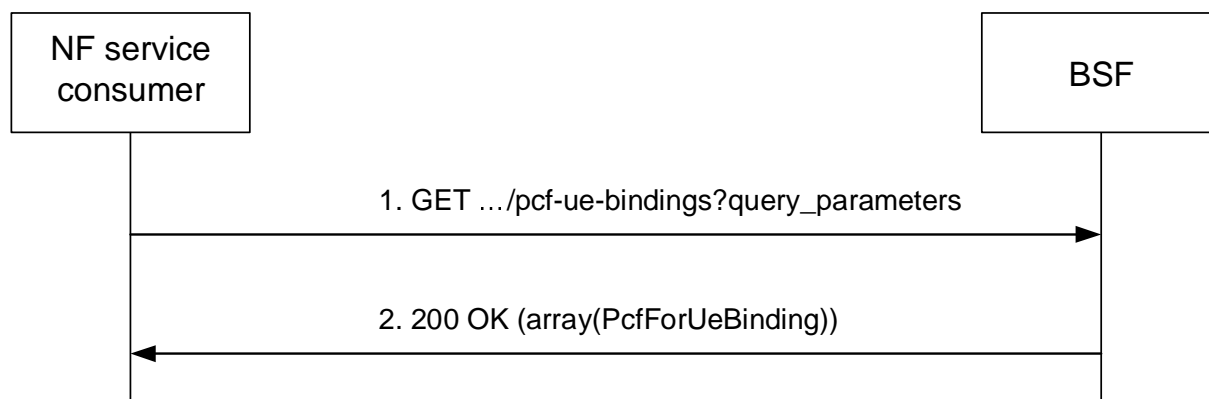 NF service
consumer
BSF
1. GET …/pcf-ue-bindings?query_parameters
2. 200 OK (array(PcfForUeBinding))